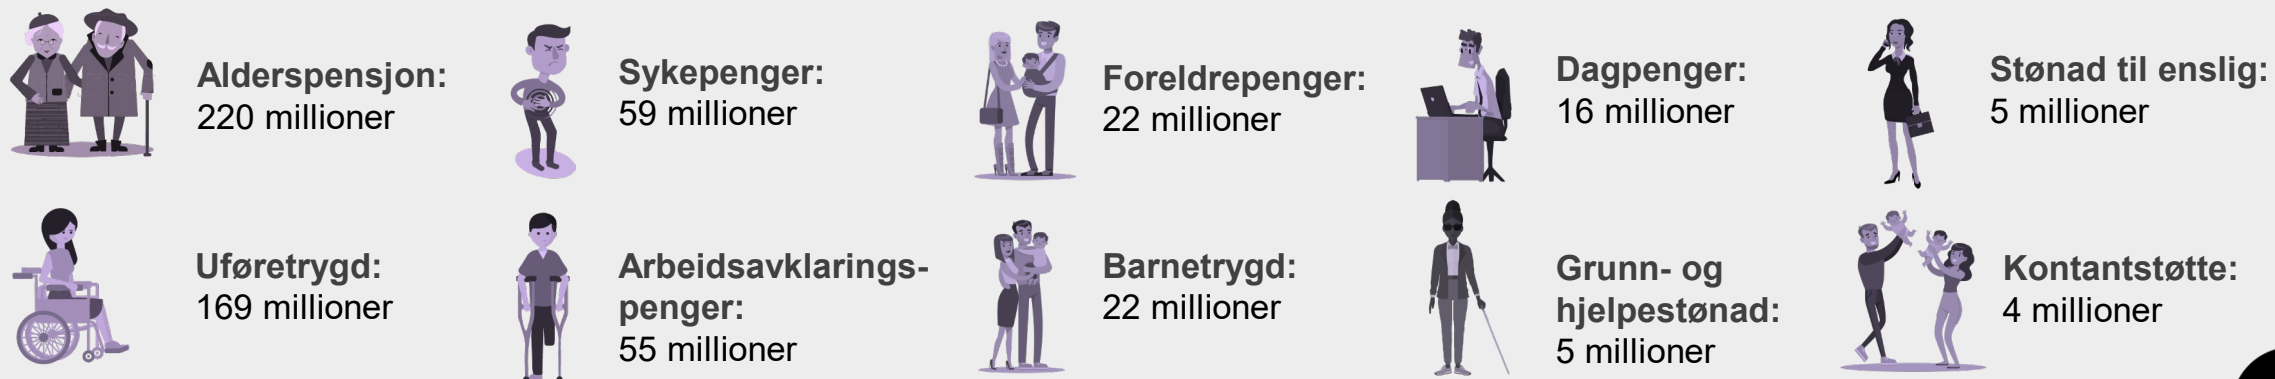 Alderspensjon:
220 millioner
Sykepenger:
59 millioner
Foreldrepenger:
22 millioner
Dagpenger:
16 millioner
Stønad til enslig:
5 millioner
Uføretrygd:
169 millioner
Arbeidsavklarings-
penger:
55 millioner
Barnetrygd:
22 millioner
Grunn- og
hjelpestønad:
5 millioner
Kontantstøtte:
4 millioner